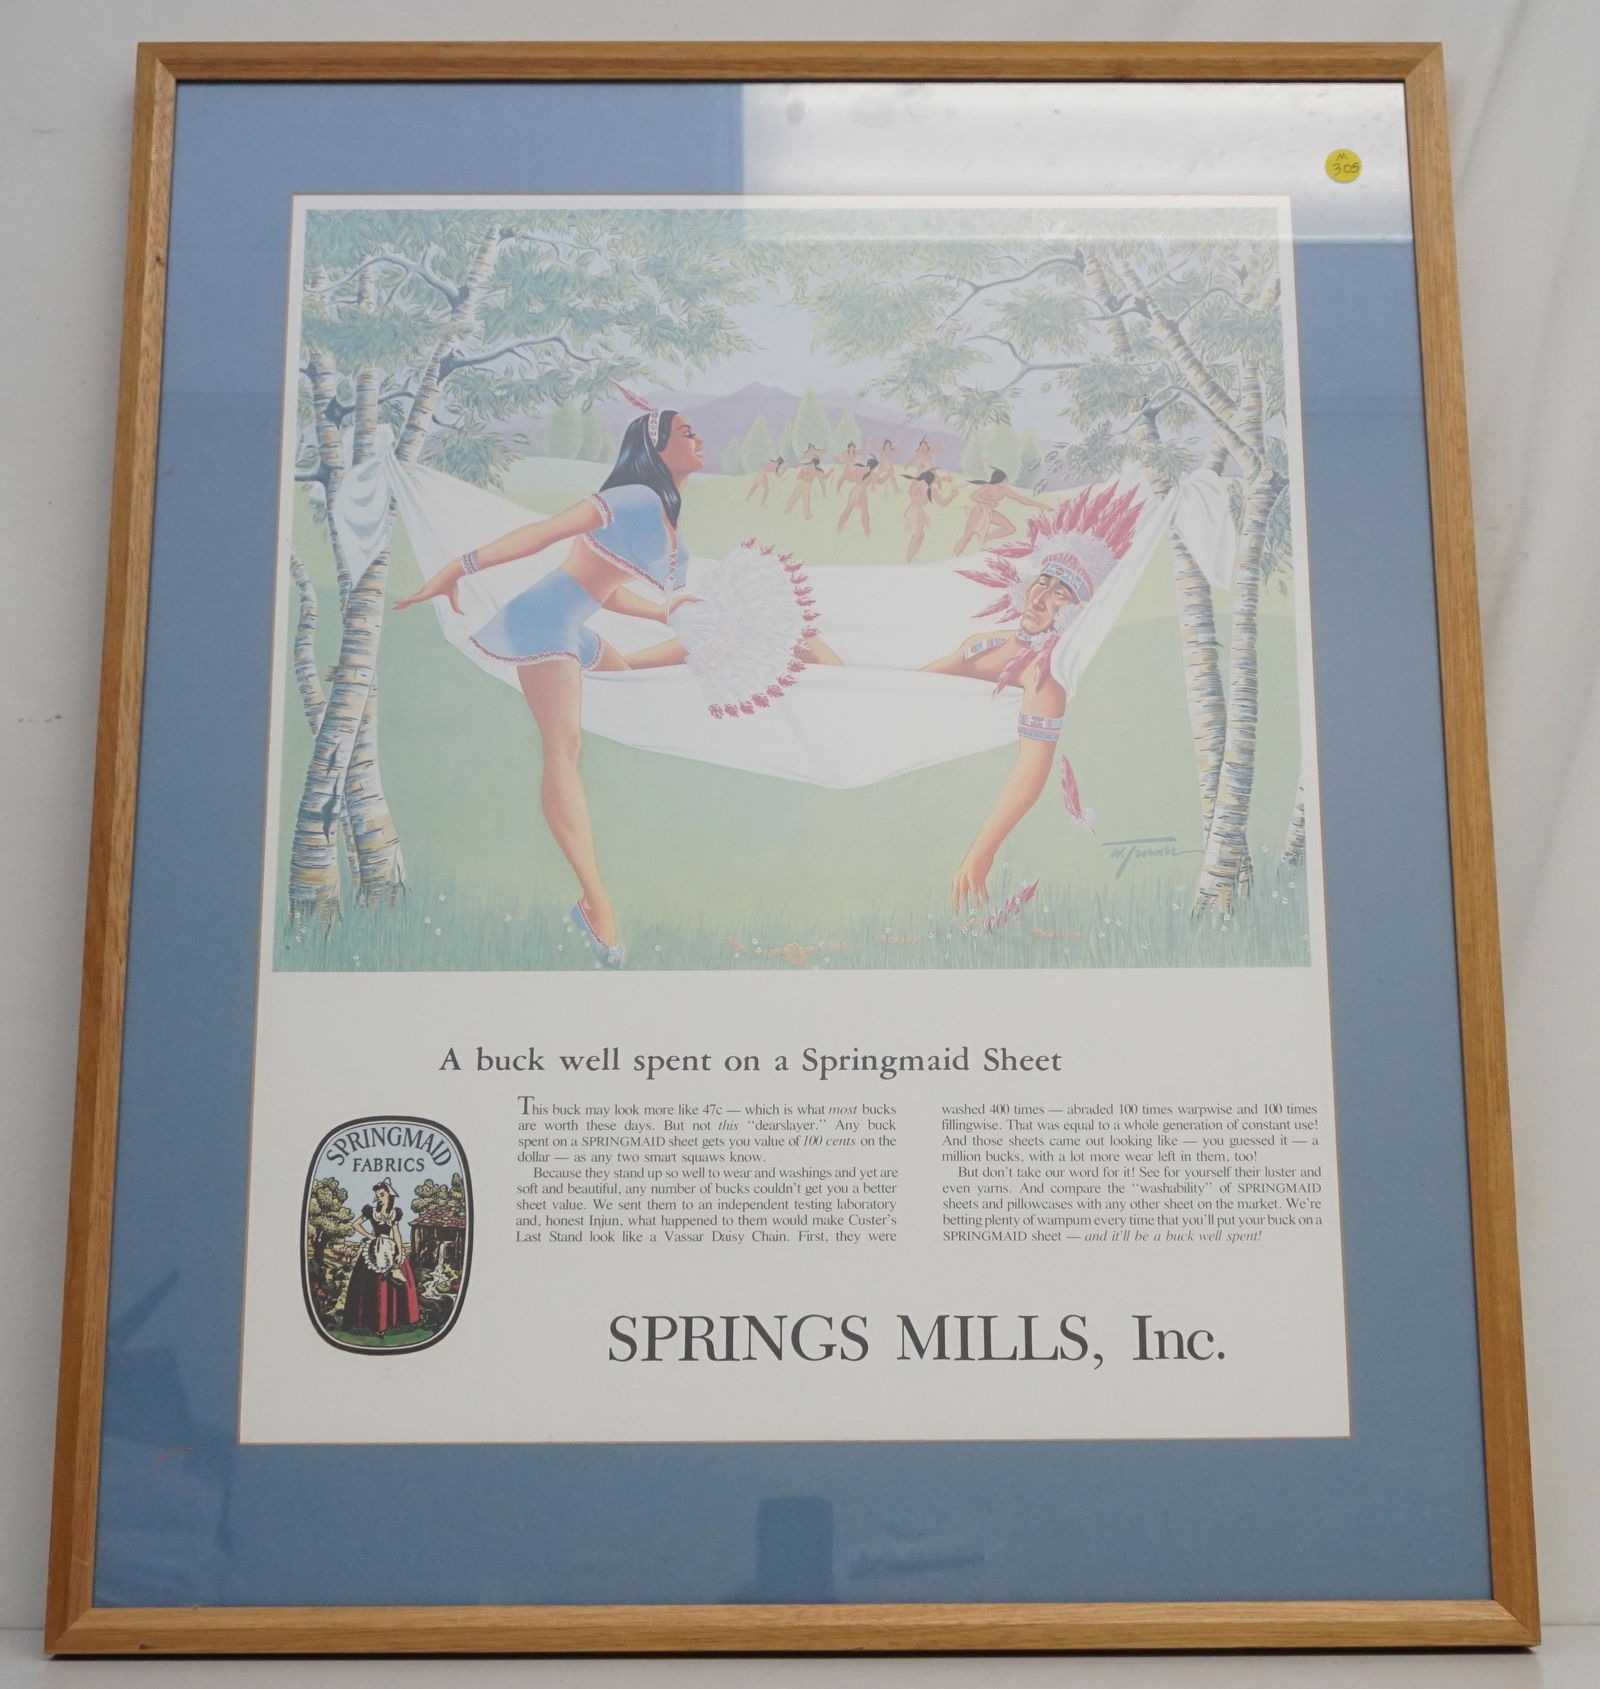 M
305
W. Turner
A buck well spent on a Springmaid Sheet
This buck may look more like 47c — which is what most bucks
are worth these days. But not this "dearslayer." Any buck
spent on a SPRINGMAID sheet gets you value of 100 cents on the
dollar — as any two smart squaws know.
Because they stand up so well to wear and washings and yet are
soft and beautiful, any number of bucks couldn't get you a better
sheet value. We sent them to an independent testing laboratory
and, honest Injun, what happened to them would make Custer's
Last Stand look like a Vassar Daisy Chain. First, they were
washed 400 times — abraded 100 times warpwise and 100 times
fillingwise. That was equal to a whole generation of constant use!
And those sheets came out looking like — you guessed it — a
million bucks, with a lot more wear left in them, too!
But don't take our word for it! See for yourself their luster and
even yarns. And compare the "washability" of SPRINGMAID
sheets and pillowcases with any other sheet on the market. We're
betting plenty of wampum every time that you'll put your buck on a
SPRINGMAID sheet — and it'll be a buck well spent!
SPRINGMAID
FABRICS
SPRINGS MILLS, Inc.